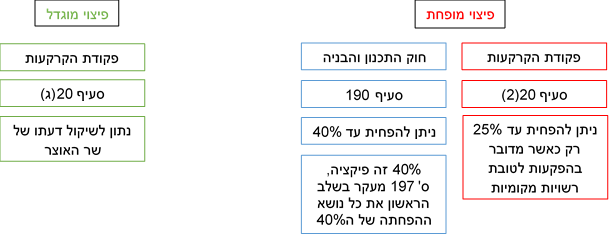 פיצוי מופחת
פיצוי מוגדל
פקודת הקרקעות
סעיף 20(2)
ניתן להפחית עד 25%
רק כאשר מדובר
בהפקעות לטובת
רשויות מקומיות
חוק התכנון והבניה
סעיף 190
ניתן להפחית עד 40%
40% זה פיקציה,
ס' 197 מעקר בשלב
הראשון את כל נושא
ההפחתה של ה40%
פקודת הקרקעות
סעיף 20(ג)
נתון לשיקול דעתו של
שר האוצר